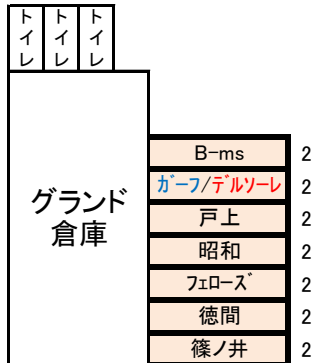 トイレ トイレ トイレ
B-ms 2
ガーフ/デルソーレ 2
グランド倉庫
戸上 2
昭和 2
フェローズ 2
徳間 2
篠ノ井 2